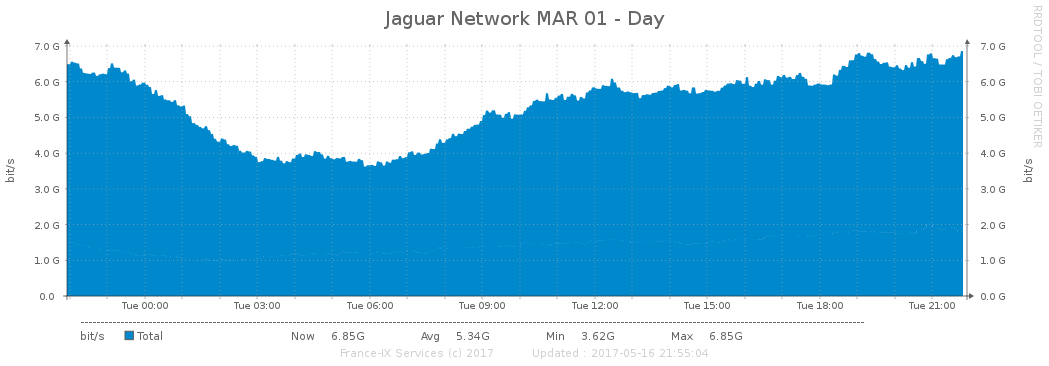 Jaguar Network MAR 01 - Day
RRDTOOL / TOBI OETIKER
7.0 G 7.0 G
6.0 G 6.0 G
5.0 G 5.0 G
4.0 G 4.0 G
3.0 G 3.0 G
2.0 G 2.0 G
1.0 G 1.0 G
0.0 0.0 G
bit/s bit/s
Tue 00:00 Tue 03:00 Tue 06:00 Tue 09:00 Tue 12:00 Tue 15:00 Tue 18:00 Tue 21:00
bit/s Total Now 6.85G Avg 5.34G Min 3.62G Max 6.85G
France-IX Services (c) 2017 Updated : 2017-05-16 21:55:04